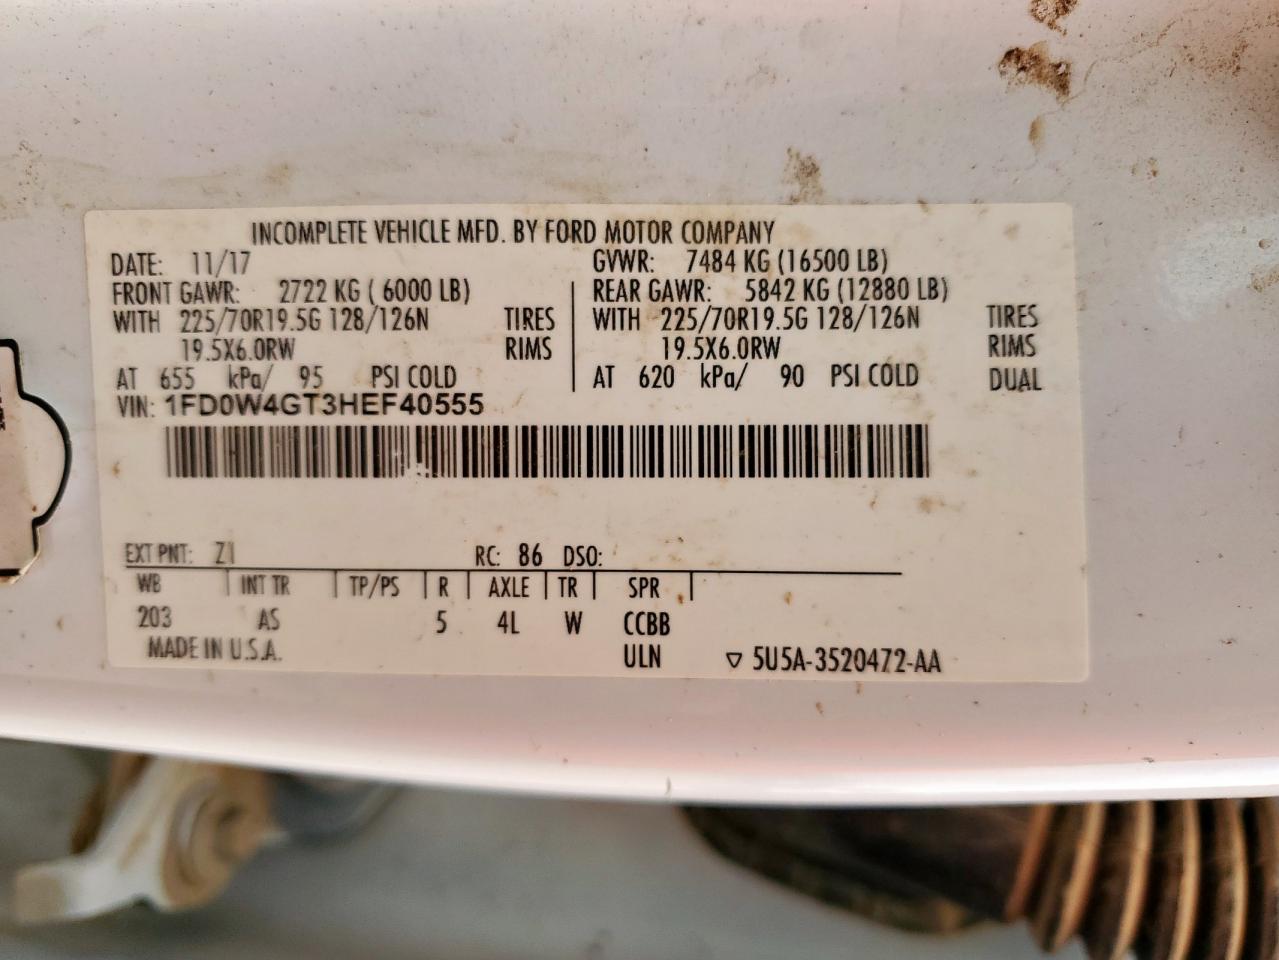 INCOMPLETE VEHICLE MFD. BY FORD MOTOR COMPANY
DATE: 11/17 GVWR: 7484 KG (16500 LB)
FRONT GAWR: 2722 KG ( 6000 LB) REAR GAWR: 5842 KG (12880 LB)
WITH 225/70R19.5G 128/126N TIRES WITH 225/70R19.5G 128/126N TIRES
19.5X6.0RW RIMS 19.5X6.0RW RIMS
AT 655 kPa/ 95 PSI COLD AT 620 kPa/ 90 PSI COLD DUAL
VIN: 1FD0W4GT3HEF40555
EXT PNT: Z1 RC: 86 DSO:
WB INT TR TP/PS R AXLE TR SPR
203 AS 5 4L W CCBB
MADE IN U.S.A. ULN ▽ 5U5A-3520472-AA